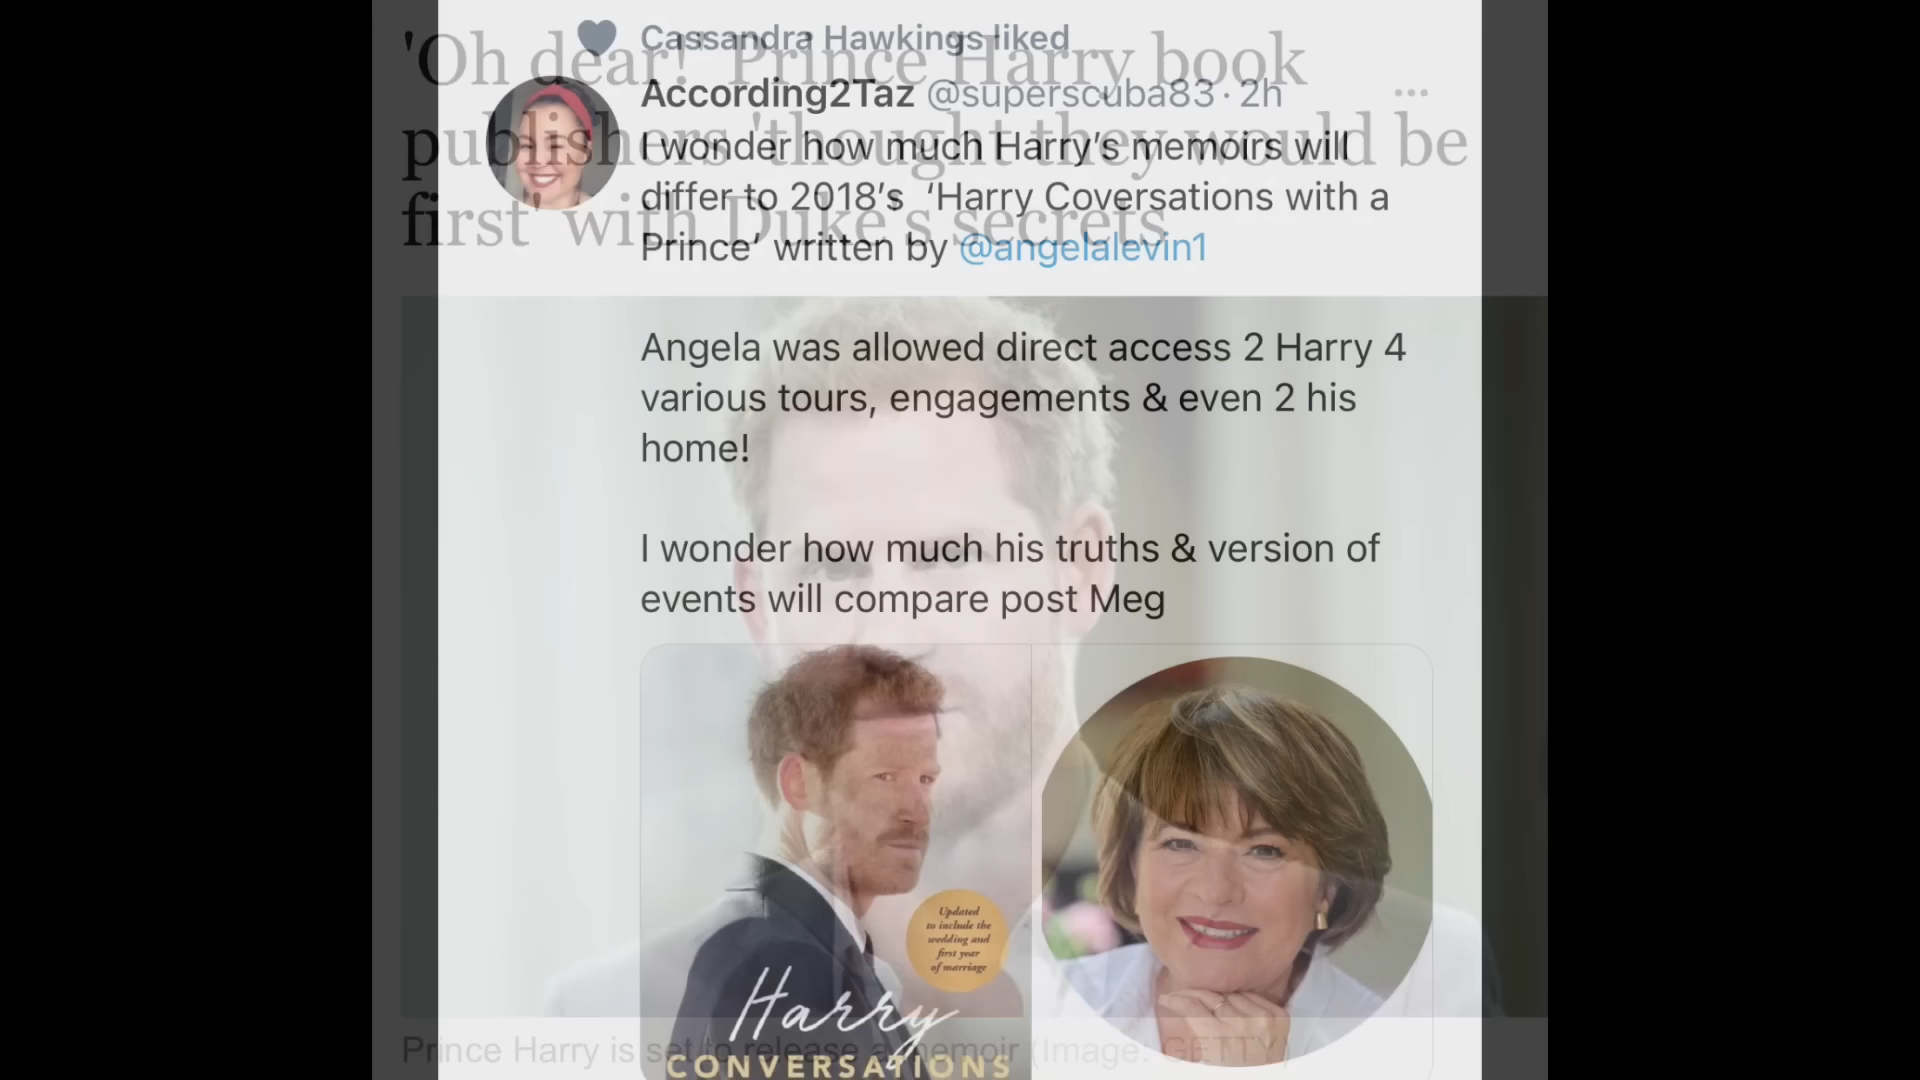 Cassandra Hawkings liked
'Oh dear!' Prince Harry book
According2Taz @superscuba83 · 2h
publishers 'thought they would be
I wonder how much Harry's memoirs will
differ to 2018's ‘Harry Coversations with a
first' with Duke's secrets
Prince’ written by @angelalevin1
Angela was allowed direct access 2 Harry 4
various tours, engagements & even 2 his
home!
I wonder how much his truths & version of
events will compare post Meg
Updated
to include the
wedding and
first year
of marriage
Harry
Prince Harry is set to release a memoir (Image: GETTY)
CONVERSATIONS